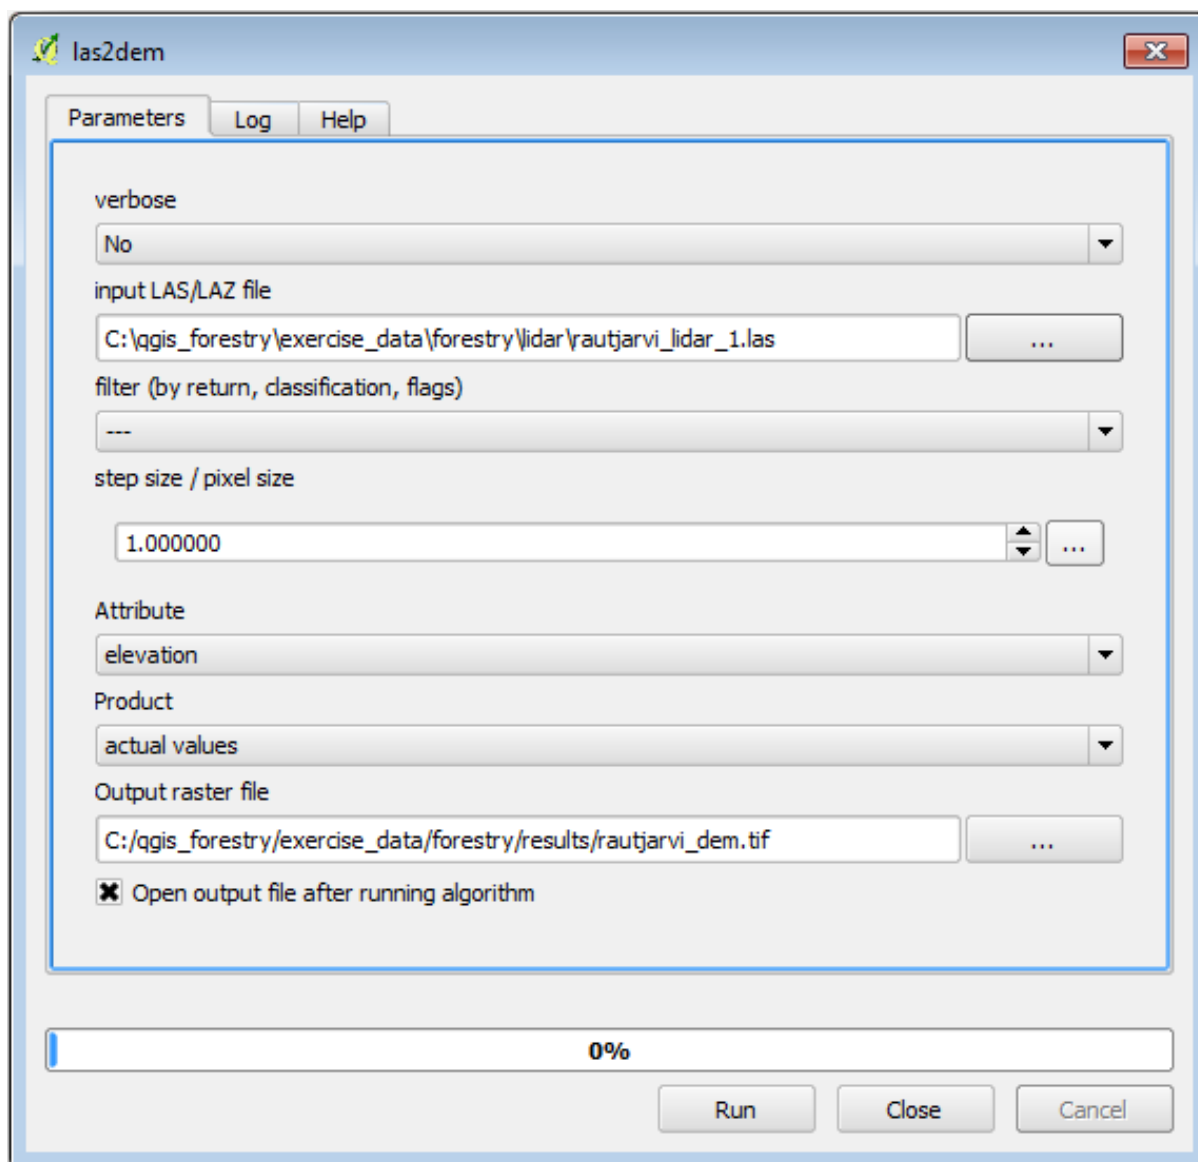 las2dem
Parameters Log Help
verbose
No
input LAS/LAZ file
C:\qgis_forestry\exercise_data\forestry\lidar\rautjarvi_lidar_1.las ...
filter (by return, classification, flags)
---
step size / pixel size
1.000000 ...
Attribute
elevation
Product
actual values
Output raster file
C:/qgis_forestry/exercise_data/forestry/results/rautjarvi_dem.tif ...
Open output file after running algorithm
0%
Run Close Cancel